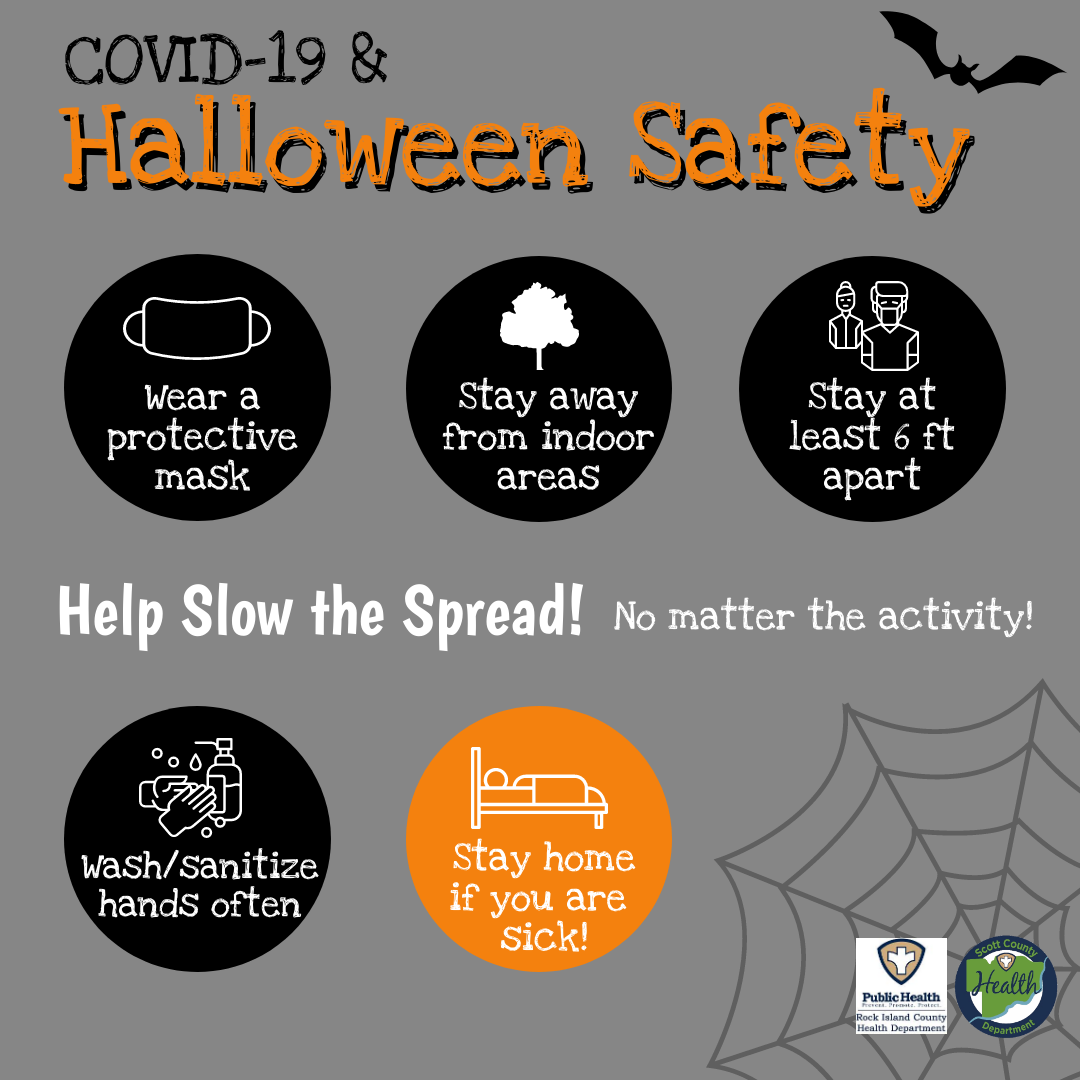 COVID-19 &
Halloween Safety
Wear a
protective
mask
Stay away
from indoor
areas
Stay at
least 6 ft
apart
Help Slow the Spread! No matter the activity!
Wash/sanitize
hands often
Stay home
if you are
sick!
Public Health
Prevent. Promote. Protect.
Rock Island County
Health Department
Scott County
Health
Department